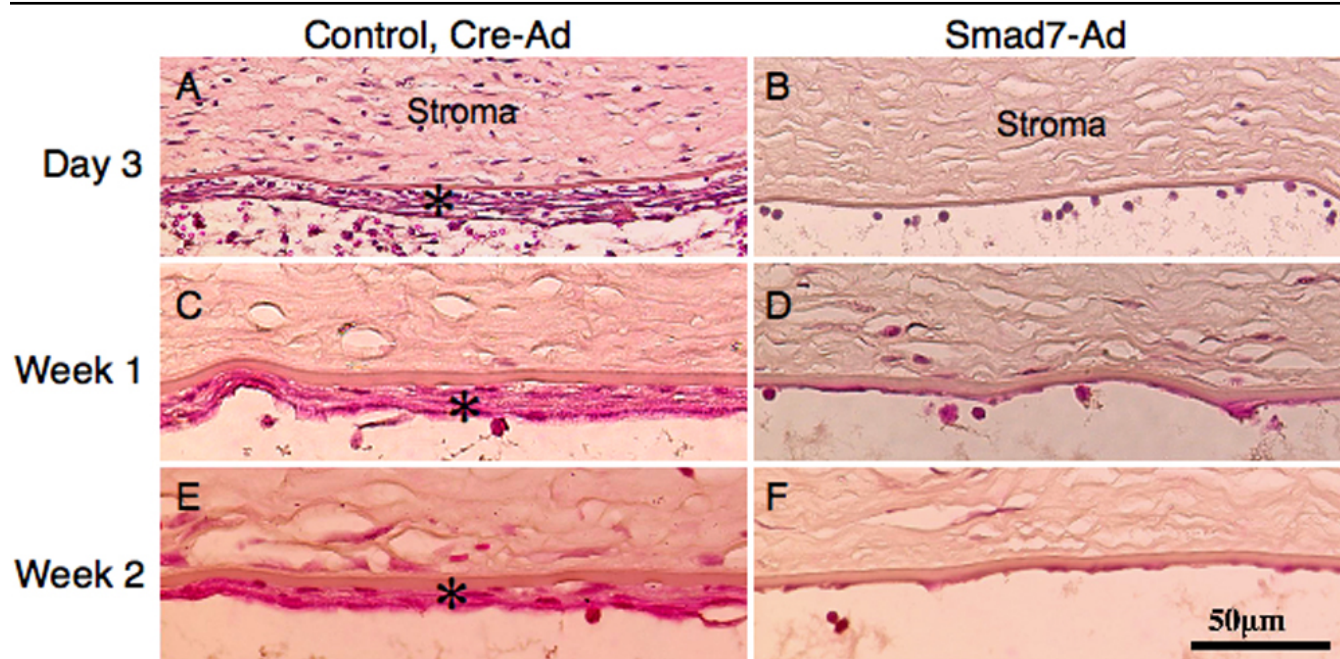 Control, Cre-Ad Smad7-Ad
Day 3 A Stroma * B Stroma
Week 1 C * D
Week 2 E * F
50μm